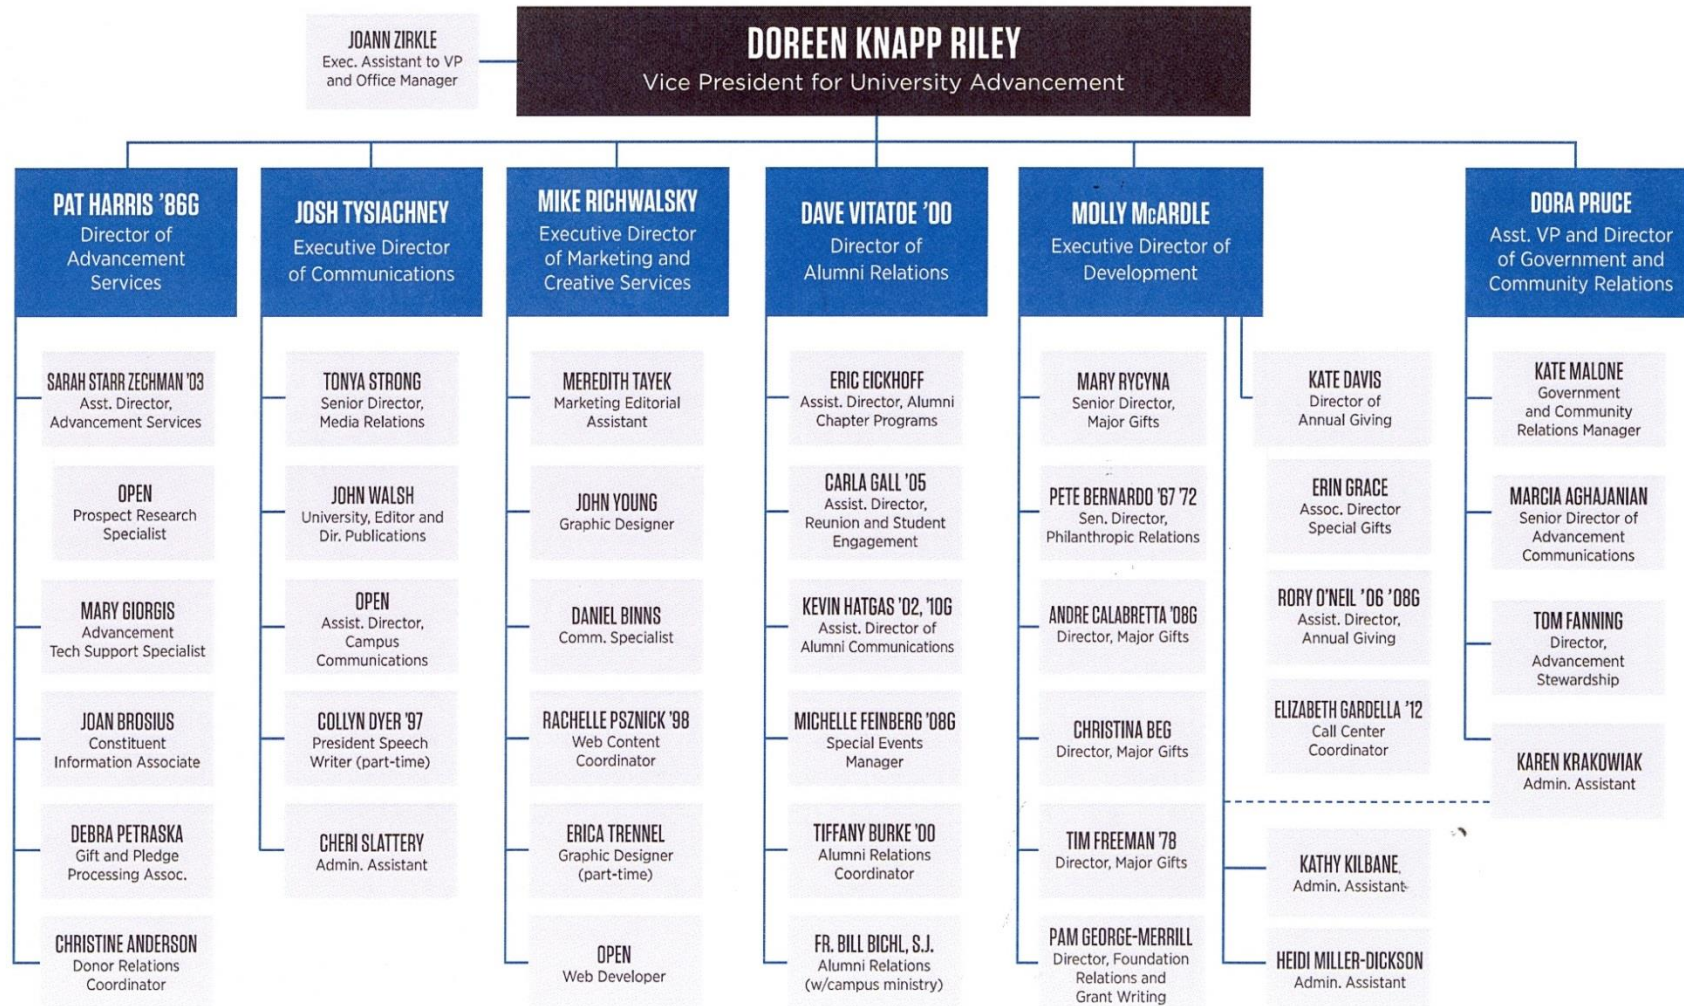 JOANN ZIRKLE
Exec. Assistant to VP
and Office Manager
DOREEN KNAPP RILEY
Vice President for University Advancement
PAT HARRIS ’86G
Director of
Advancement
Services
SARAH STARR ZECHMAN ’03
Asst. Director,
Advancement Services
OPEN
Prospect Research
Specialist
MARY GIORGIS
Advancement
Tech Support Specialist
JOAN BROSIUS
Constituent
Information Associate
DEBRA PETRASKA
Gift and Pledge
Processing Assoc.
CHRISTINE ANDERSON
Donor Relations
Coordinator
JOSH TYSIACHNEY
Executive Director
of Communications
TONYA STRONG
Senior Director,
Media Relations
JOHN WALSH
University, Editor and
Dir. Publications
OPEN
Assist. Director,
Campus
Communications
COLLYN DYER ’97
President Speech
Writer (part-time)
CHERI SLATTERY
Admin. Assistant
MIKE RICHWALSKY
Executive Director
of Marketing and
Creative Services
MEREDITH TAYEK
Marketing Editorial
Assistant
JOHN YOUNG
Graphic Designer
DANIEL BINNS
Comm. Specialist
RACHELLE PSZNICK ’98
Web Content
Coordinator
ERICA TRENNEL
Graphic Designer
(part-time)
OPEN
Web Developer
DAVE VITATOE ’00
Director of
Alumni Relations
ERIC EICKHOFF
Assist. Director, Alumni
Chapter Programs
CARLA GALL ’05
Assist. Director,
Reunion and Student
Engagement
KEVIN HATGAS ’02, ’10G
Assist. Director of
Alumni Communications
MICHELLE FEINBERG ’08G
Special Events
Manager
TIFFANY BURKE ’00
Alumni Relations
Coordinator
FR. BILL BICHL, S.J.
Alumni Relations
(w/campus ministry)
MOLLY McARDLE
Executive Director of
Development
MARY RYCYNA
Senior Director,
Major Gifts
PETE BERNARDO ’67 ’72
Sen. Director,
Philanthropic Relations
ANDRE CALABRETTA ’08G
Director, Major Gifts
CHRISTINA BEG
Director, Major Gifts
TIM FREEMAN ’78
Director, Major Gifts
PAM GEORGE-MERRILL
Director, Foundation
Relations and
Grant Writing
KATE DAVIS
Director of
Annual Giving
ERIN GRACE
Assoc. Director
Special Gifts
RORY O’NEIL ’06 ’08G
Assist. Director,
Annual Giving
ELIZABETH GARDELLA ’12
Call Center
Coordinator
KATHY KILBANE,
Admin. Assistant
HEIDI MILLER-DICKSON
Admin. Assistant
DORA PRUCE
Asst. VP and Director
of Government and
Community Relations
KATE MALONE
Government
and Community
Relations Manager
MARCIA AGHAJANIAN
Senior Director of
Advancement
Communications
TOM FANNING
Director,
Advancement
Stewardship
KAREN KRAKOWIAK
Admin. Assistant